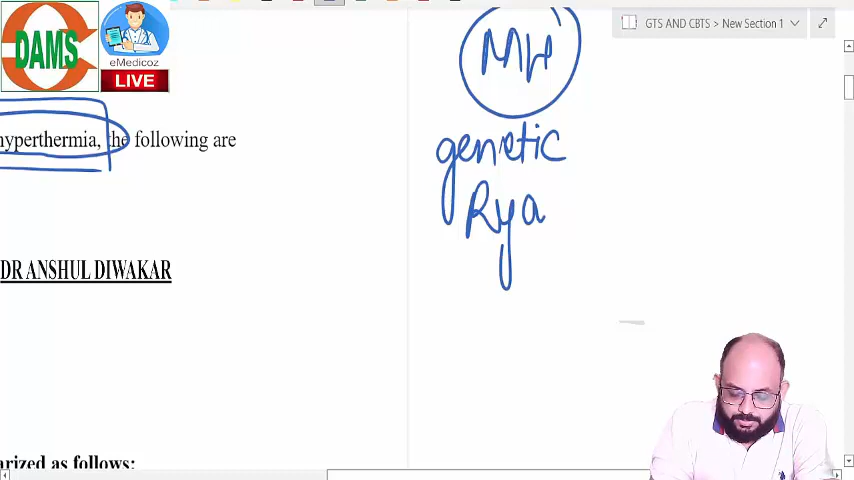 DAMS
eMedicoz
LIVE
GTS AND CBTS > New Section 1
MH
hyperthermia, the following are
genetic
Rya
DR ANSHUL DIWAKAR
arized as follows: